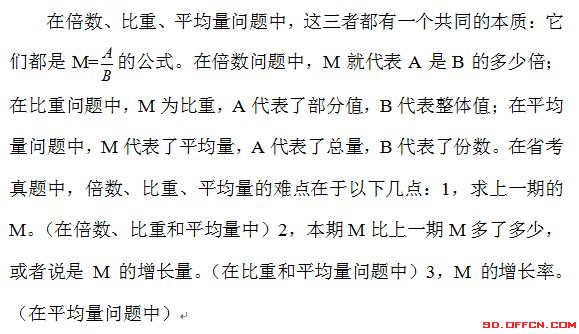 在倍数、比重、平均量问题中，这三者都有一个共同的本质：它
们都是 M=A/B 的公式。在倍数问题中，M 就代表 A 是 B 的多少倍；
在比重问题中，M 为比重，A 代表了部分值，B 代表整体值；在平均
量问题中，M 代表了平均量，A 代表了总量，B 代表了份数。在省考
真题中，倍数、比重、平均量的难点在于以下几点：1，求上一期的
M。（在倍数、比重和平均量中）2，本期 M 比上一期 M 多了多少，
或者说是 M 的增长量。（在比重和平均量问题中）3，M 的增长率。
（在平均量问题中）
GD.OFFCN.COM